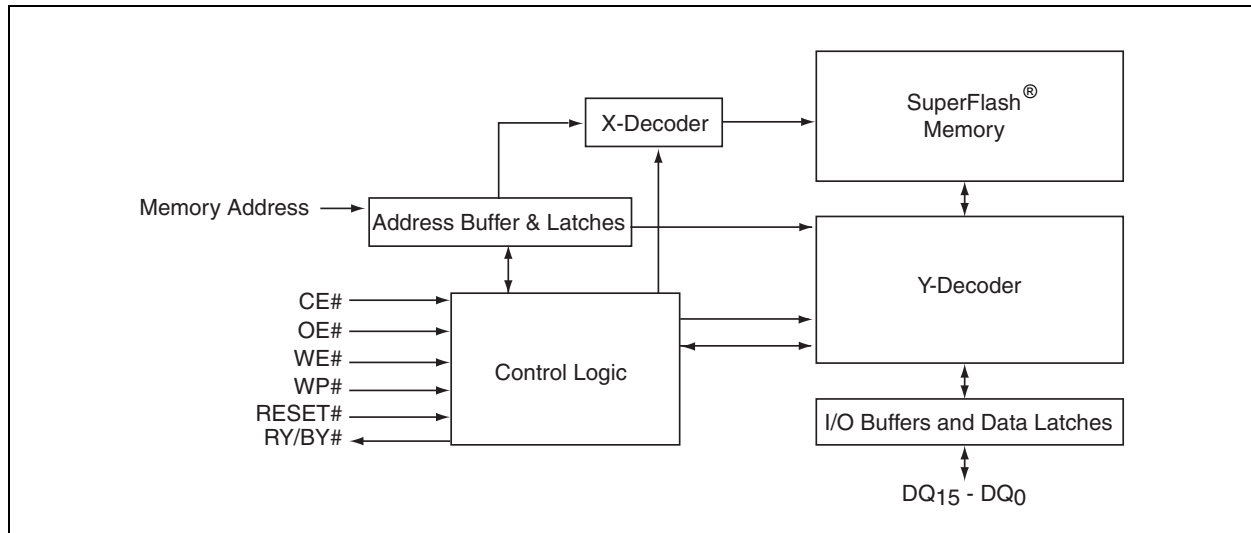 SuperFlash®
Memory
X-Decoder
Memory Address
Address Buffer & Latches
Y-Decoder
CE#
OE#
WE#
WP#
RESET#
RY/BY#
Control Logic
I/O Buffers and Data Latches
DQ15 - DQ0